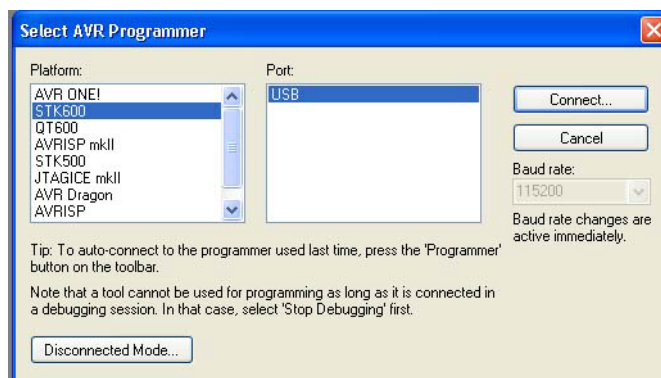 Select AVR Programmer
Platform:
Port:
AVR ONE!
STK600
QT600
AVRISP mkII
STK500
JTAGICE mkII
AVR Dragon
AVRISP
USB
Connect...
Cancel
Baud rate:
115200
Baud rate changes are
active immediately.
Tip: To auto-connect to the programmer used last time, press the 'Programmer'
button on the toolbar.
Note that a tool cannot be used for programming as long as it is connected in
a debugging session. In that case, select 'Stop Debugging' first.
Disconnected Mode...